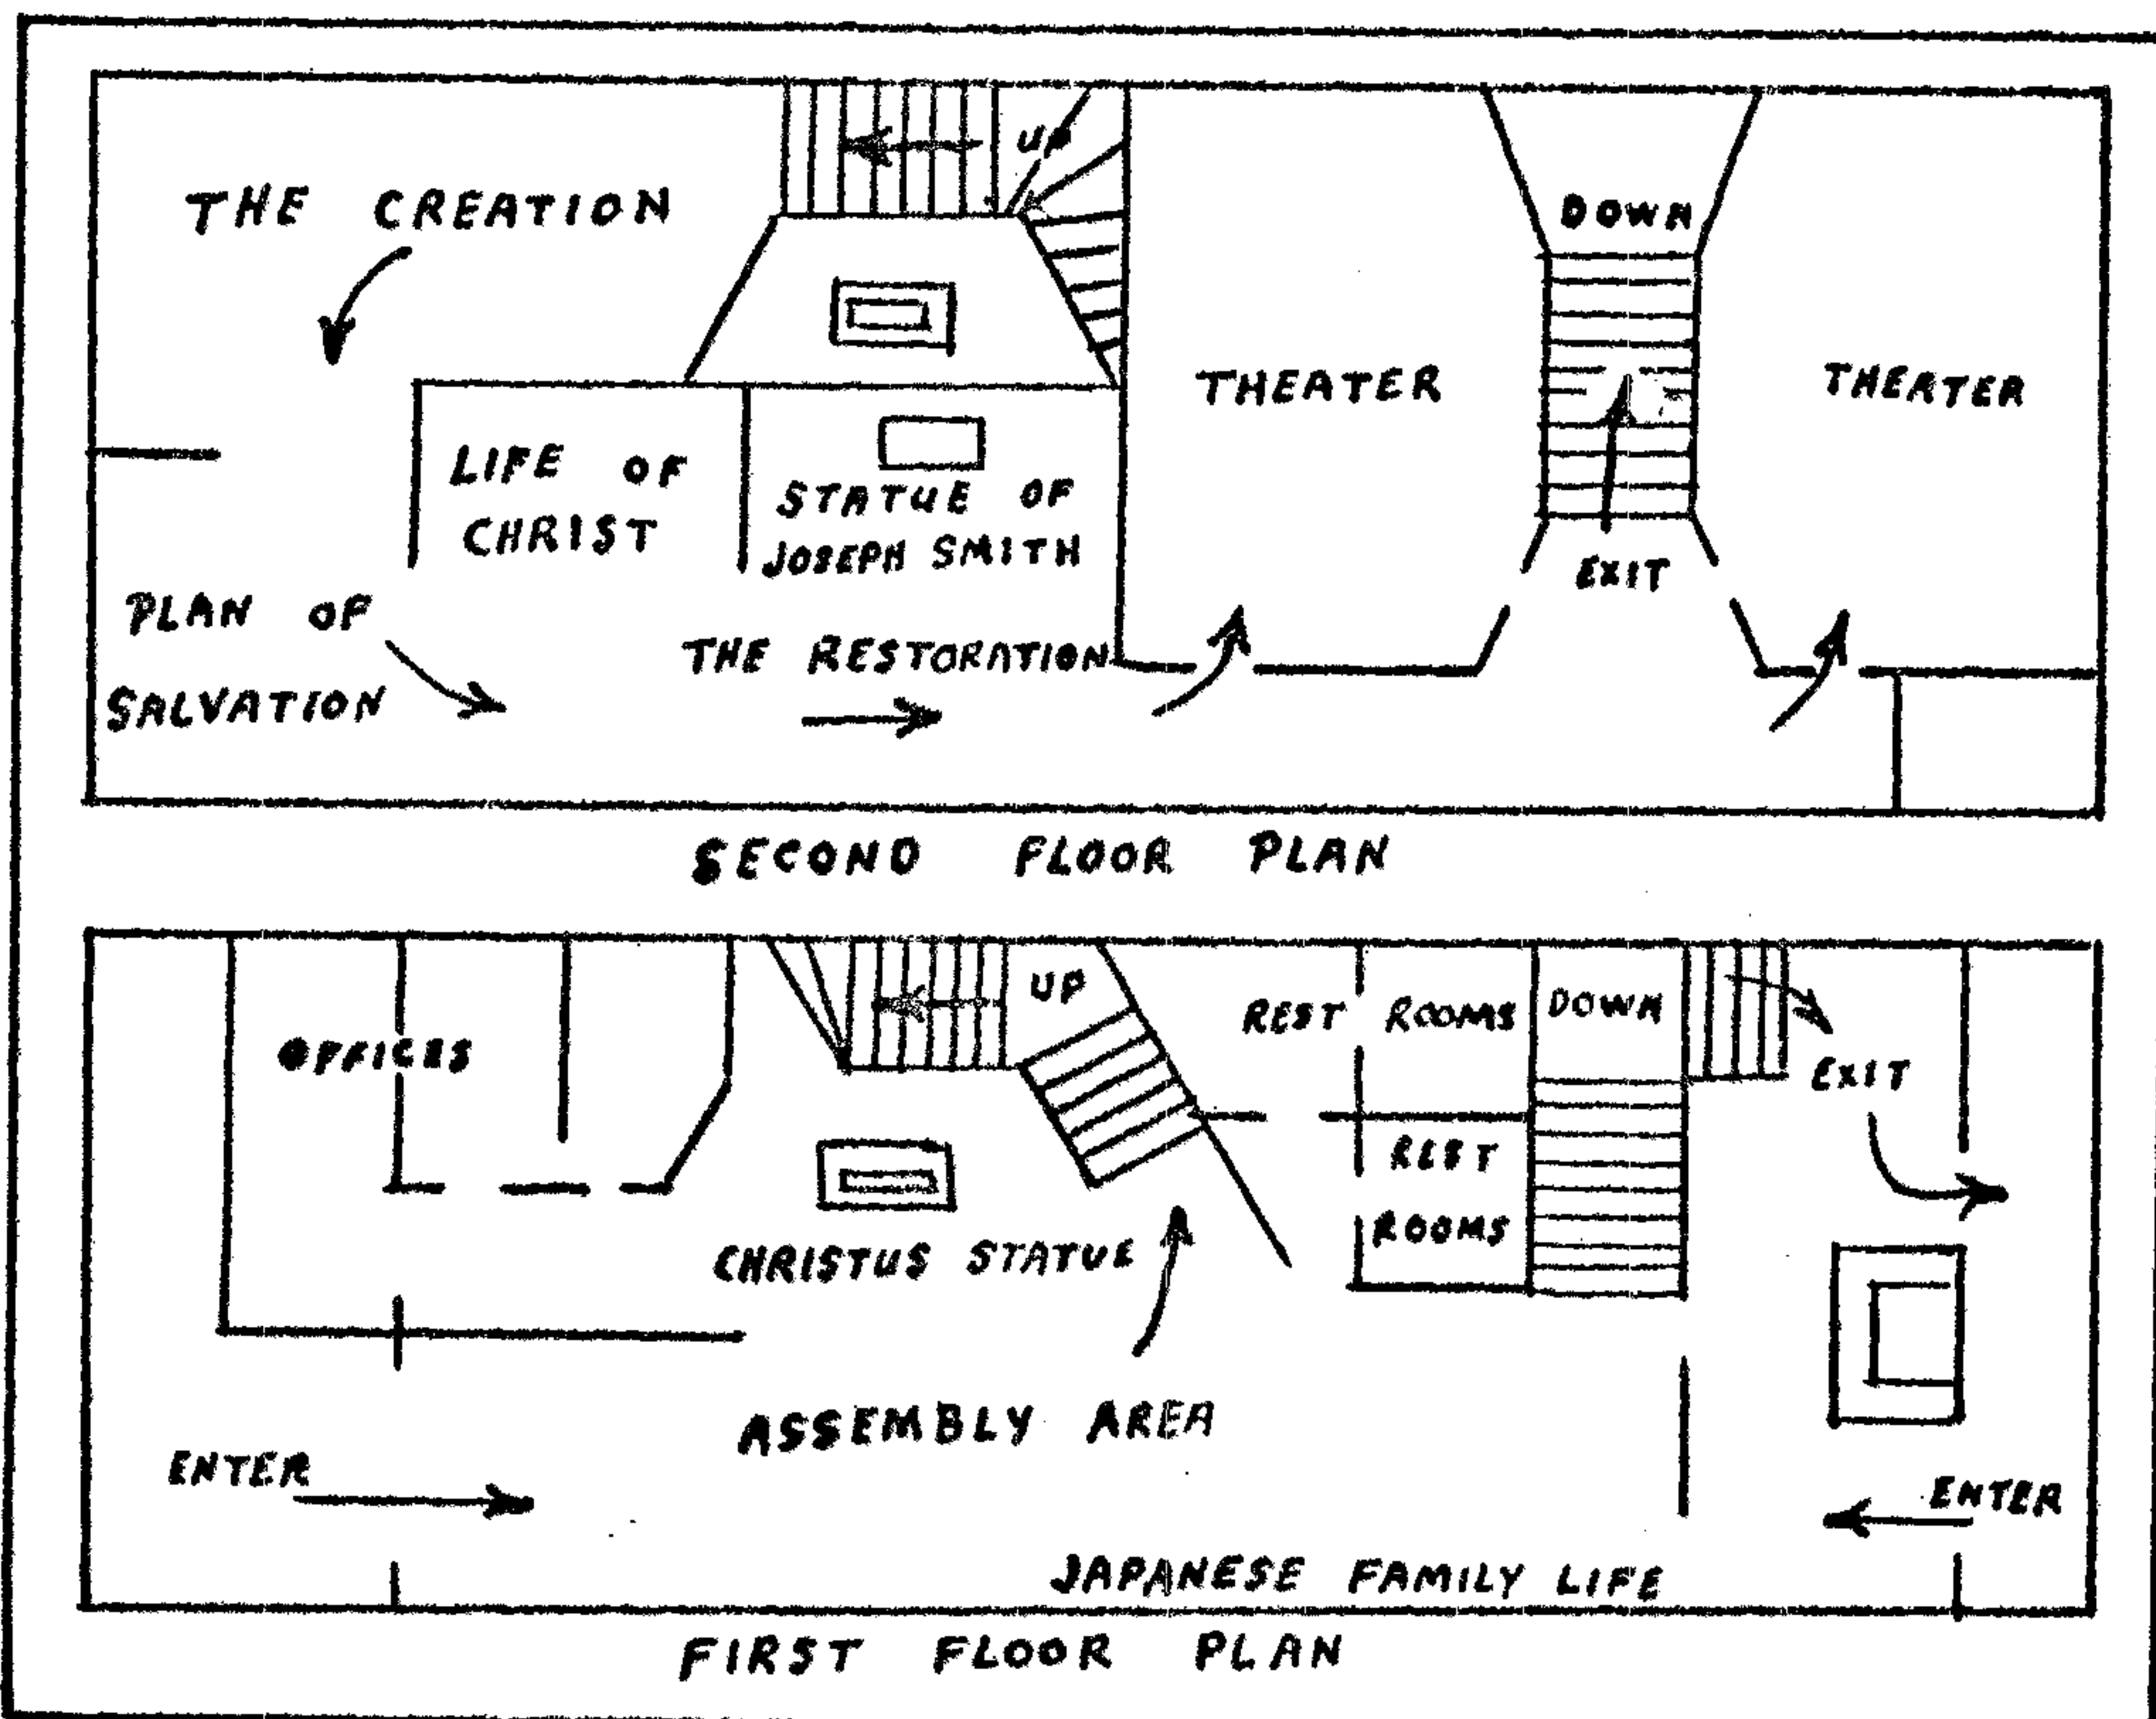 UP
THE CREATION
DOWN
THEATER
THEATER
LIFE OF
CHRIST
STATUE OF
JOSEPH SMITH
EXIT
PLAN OF
SALVATION
THE RESTORATION
SECOND FLOOR PLAN
UP
REST ROOMS
DOWN
OFFICES
EXIT
REST
ROOMS
CHRISTUS STATUE
ASSEMBLY AREA
ENTER
ENTER
JAPANESE FAMILY LIFE
FIRST FLOOR PLAN